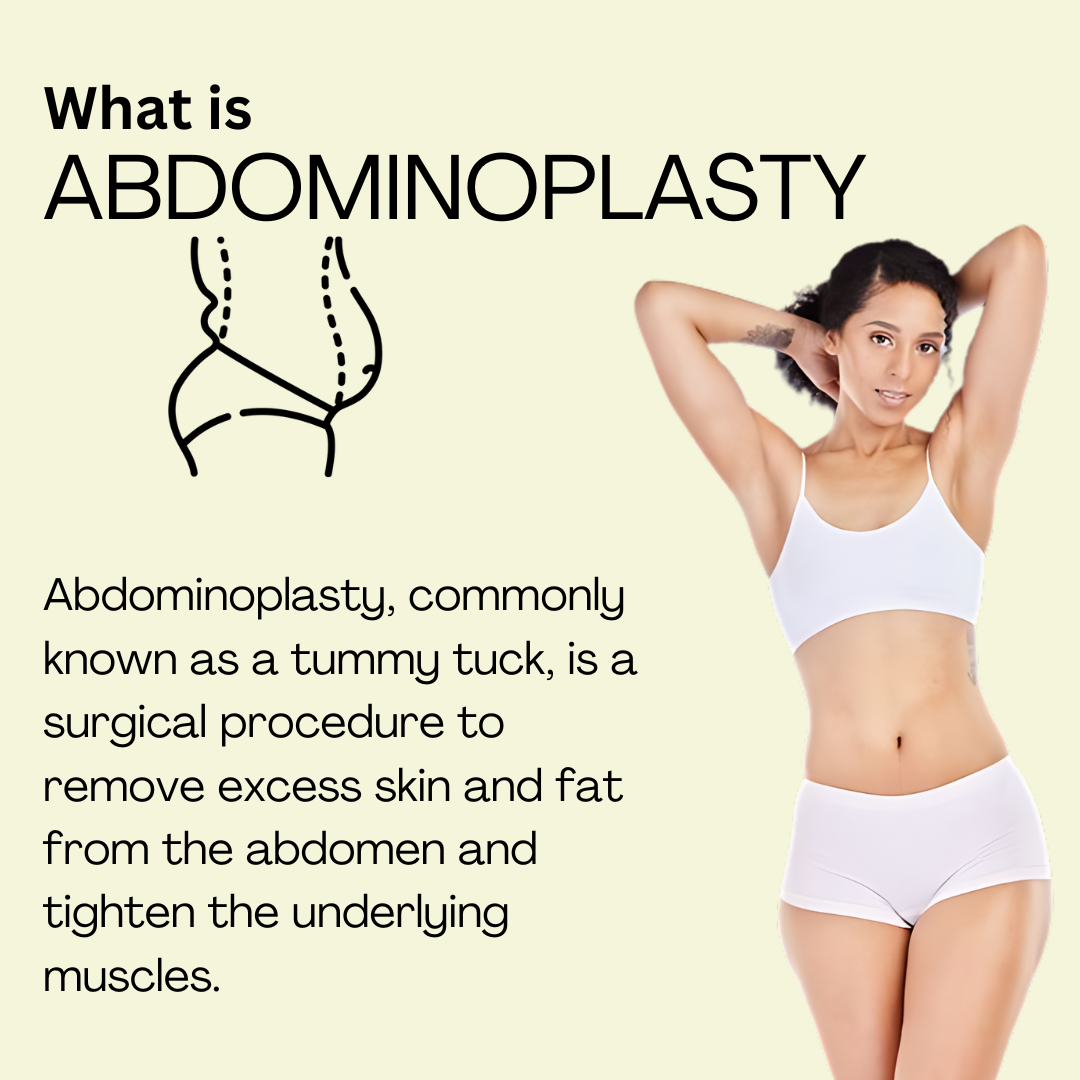 What is
ABDOMINOPLASTY
Abdominoplasty, commonly
known as a tummy tuck, is a
surgical procedure to
remove excess skin and fat
from the abdomen and
tighten the underlying
muscles.